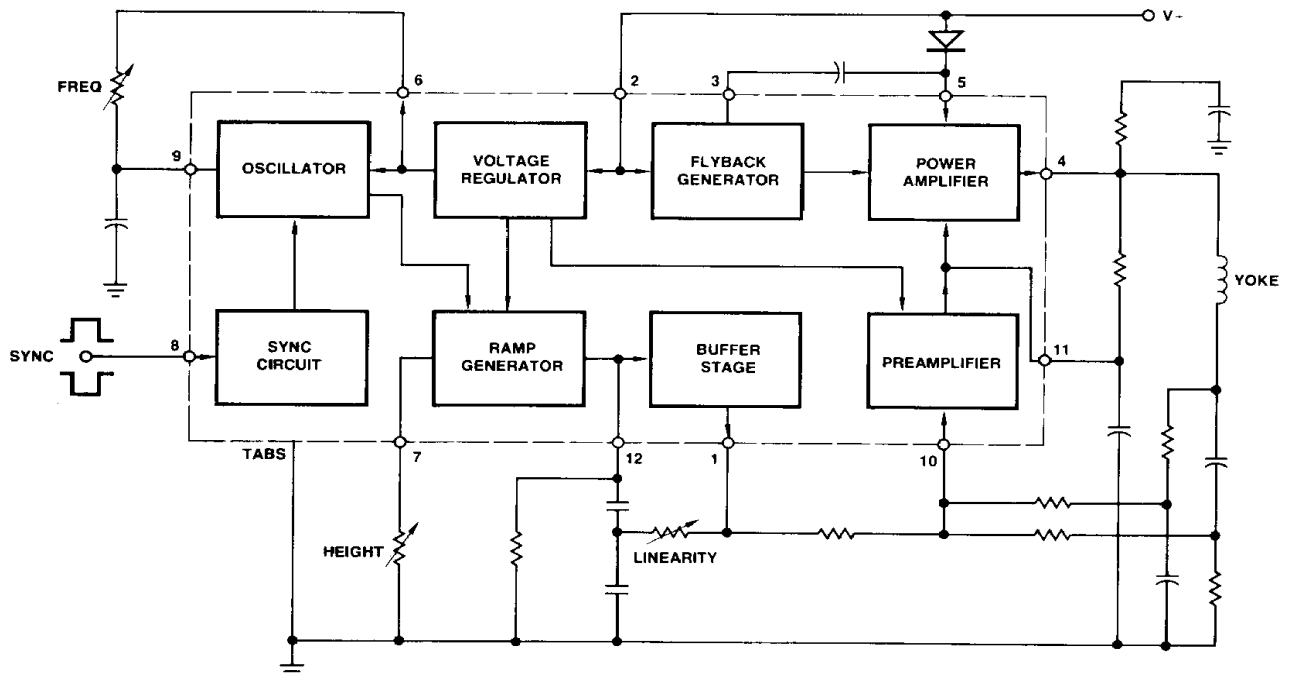 V-
FREQ
6
2
3
5
9
OSCILLATOR
VOLTAGE
REGULATOR
FLYBACK
GENERATOR
POWER
AMPLIFIER
4
YOKE
SYNC
8
SYNC
CIRCUIT
RAMP
GENERATOR
BUFFER
STAGE
PREAMPLIFIER
11
TABS
7
12
1
10
HEIGHT
LINEARITY